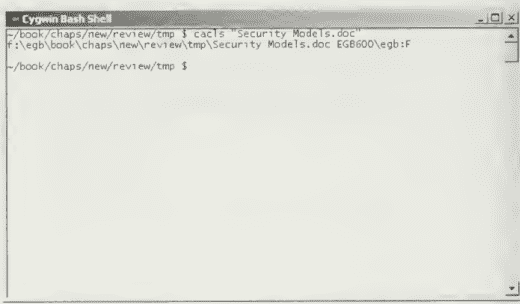 Cygwin Bash Shell
~/book/chaps/new/review/tmp $ cacls "Security Models.doc"
f:\egb\book\chaps\new\review\tmp\Security Models.doc EGB600\egb:F
~/book/chaps/new/review/tmp $